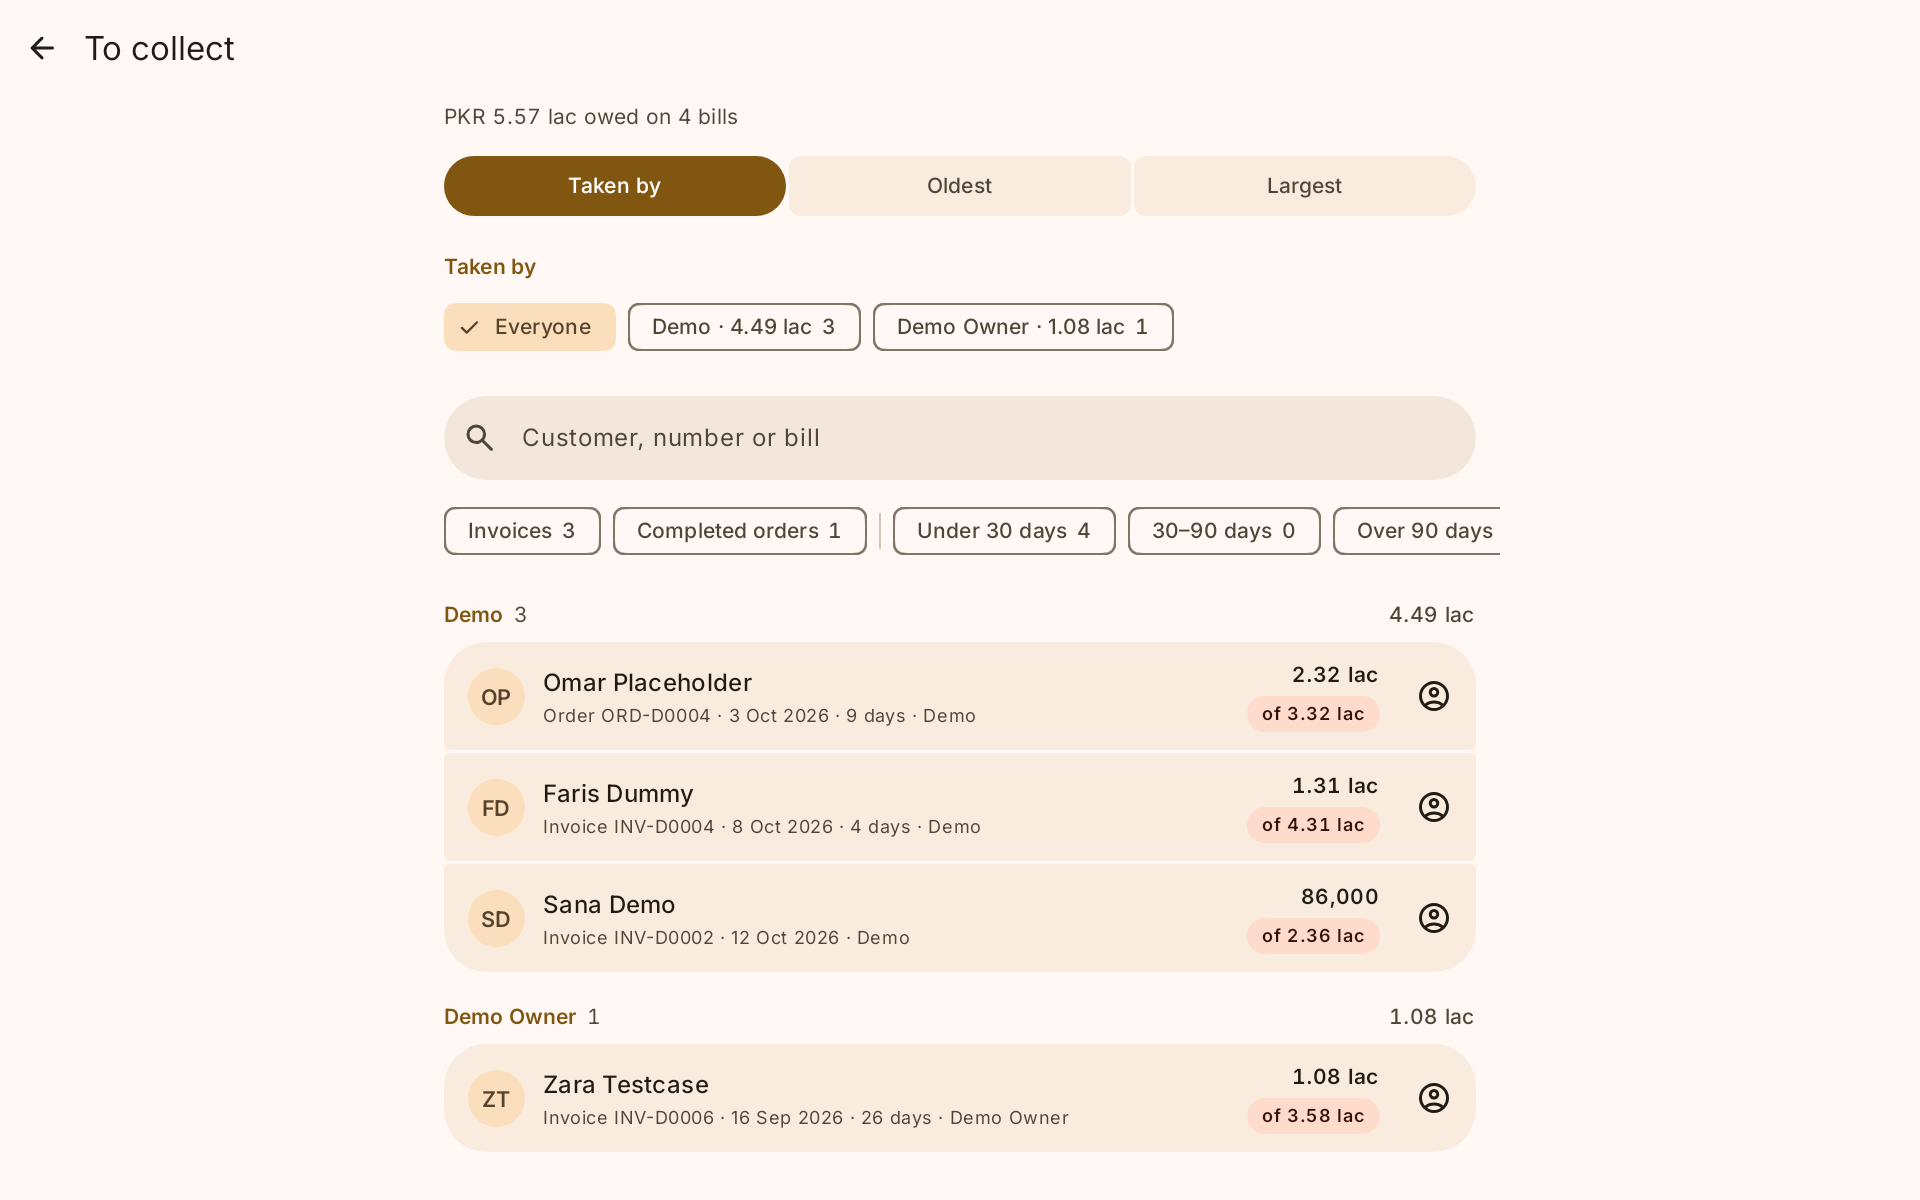 To collect
PKR 5.57 lac owed on 4 bills
Taken by Oldest Largest
Taken by
Everyone Demo · 4.49 lac 3 Demo Owner · 1.08 lac 1
Customer, number or bill
Invoices 3 Completed orders 1 Under 30 days 4 30–90 days 0 Over 90 days
Demo 3 4.49 lac
OP Omar Placeholder 2.32 lac
Order ORD-D0004 · 3 Oct 2026 · 9 days · Demo of 3.32 lac
FD Faris Dummy 1.31 lac
Invoice INV-D0004 · 8 Oct 2026 · 4 days · Demo of 4.31 lac
SD Sana Demo 86,000
Invoice INV-D0002 · 12 Oct 2026 · Demo of 2.36 lac
Demo Owner 1 1.08 lac
ZT Zara Testcase 1.08 lac
Invoice INV-D0006 · 16 Sep 2026 · 26 days · Demo Owner of 3.58 lac